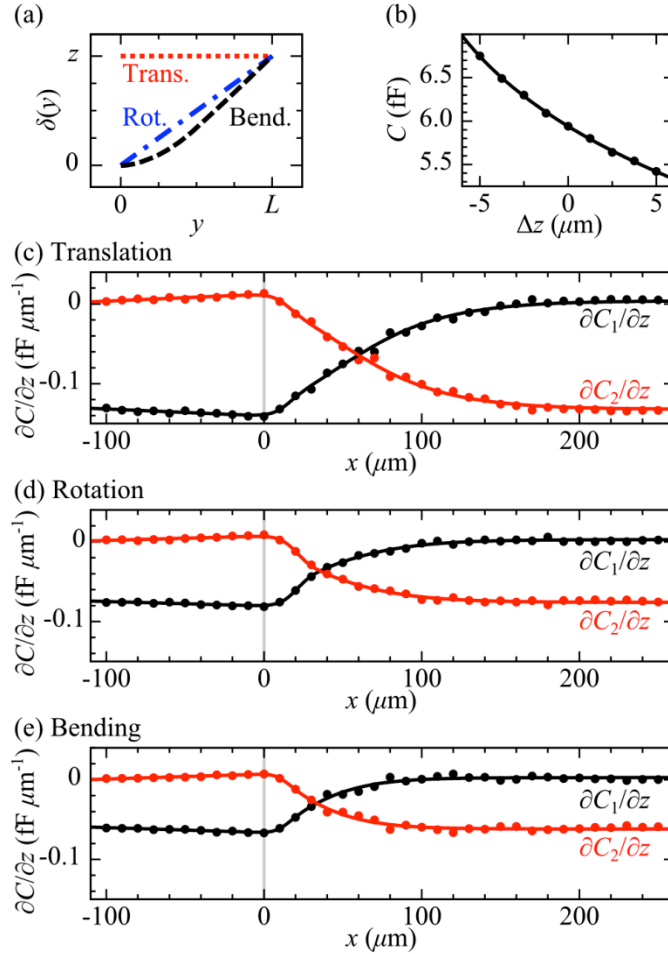 (a)
z
δ(y)
0
Trans.
Rot.
Bend.
0
L
y
(b)
C (fF)
6.5
6.0
5.5
-5
0
5
Δz (μm)
(c) Translation
∂C/∂z (fF μm⁻¹)
0
-0.1
∂C₁/∂z
∂C₂/∂z
-100
0
100
200
x (μm)
(d) Rotation
∂C/∂z (fF μm⁻¹)
0
-0.1
∂C₁/∂z
∂C₂/∂z
-100
0
100
200
x (μm)
(e) Bending
∂C/∂z (fF μm⁻¹)
0
-0.1
∂C₁/∂z
∂C₂/∂z
-100
0
100
200
x (μm)